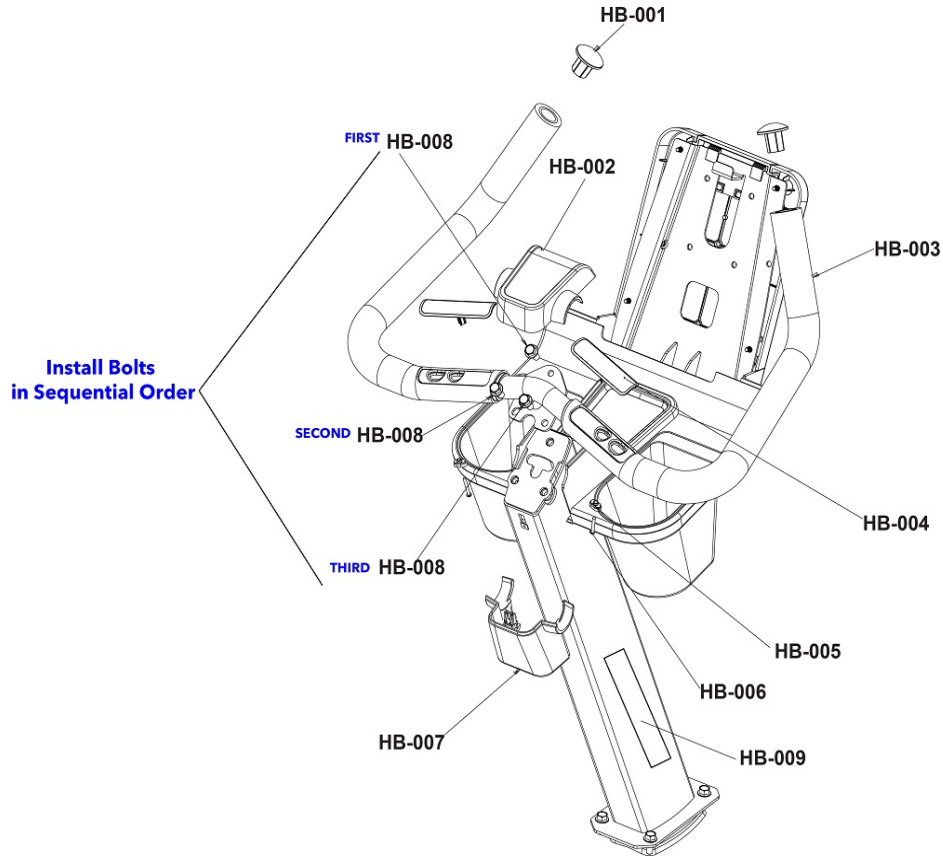 HB-001
FIRST HB-008
HB-002
HB-003
Install Bolts
in Sequential Order
SECOND HB-008
HB-004
THIRD HB-008
HB-005
HB-006
HB-007
HB-009